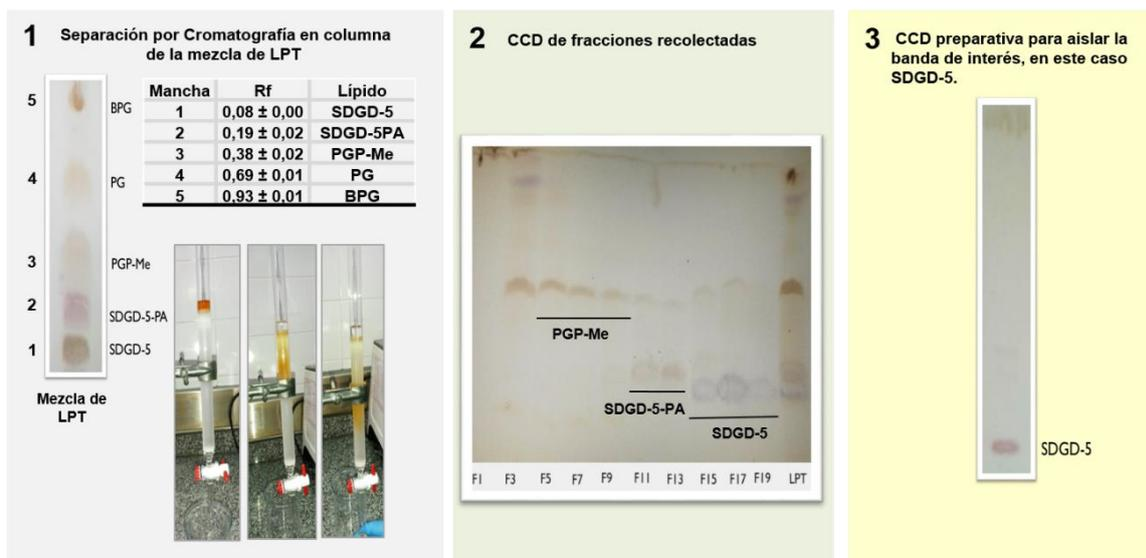 1 Separación por Cromatografía en columna
de la mezcla de LPT
5 BPG
4 PG
3 PGP-Me
2 SDGD-5-PA
1 SDGD-5
Mezcla de
LPT
Mancha Rf Lípido
1 0,08 ± 0,00 SDGD-5
2 0,19 ± 0,02 SDGD-5PA
3 0,38 ± 0,02 PGP-Me
4 0,69 ± 0,01 PG
5 0,93 ± 0,01 BPG
2 CCD de fracciones recolectadas
PGP-Me
SDGD-5-PA
SDGD-5
F1 F3 F5 F7 F9 F11 F13 F15 F17 F19 LPT
3 CCD preparativa para aislar la
banda de interés, en este caso
SDGD-5.
SDGD-5